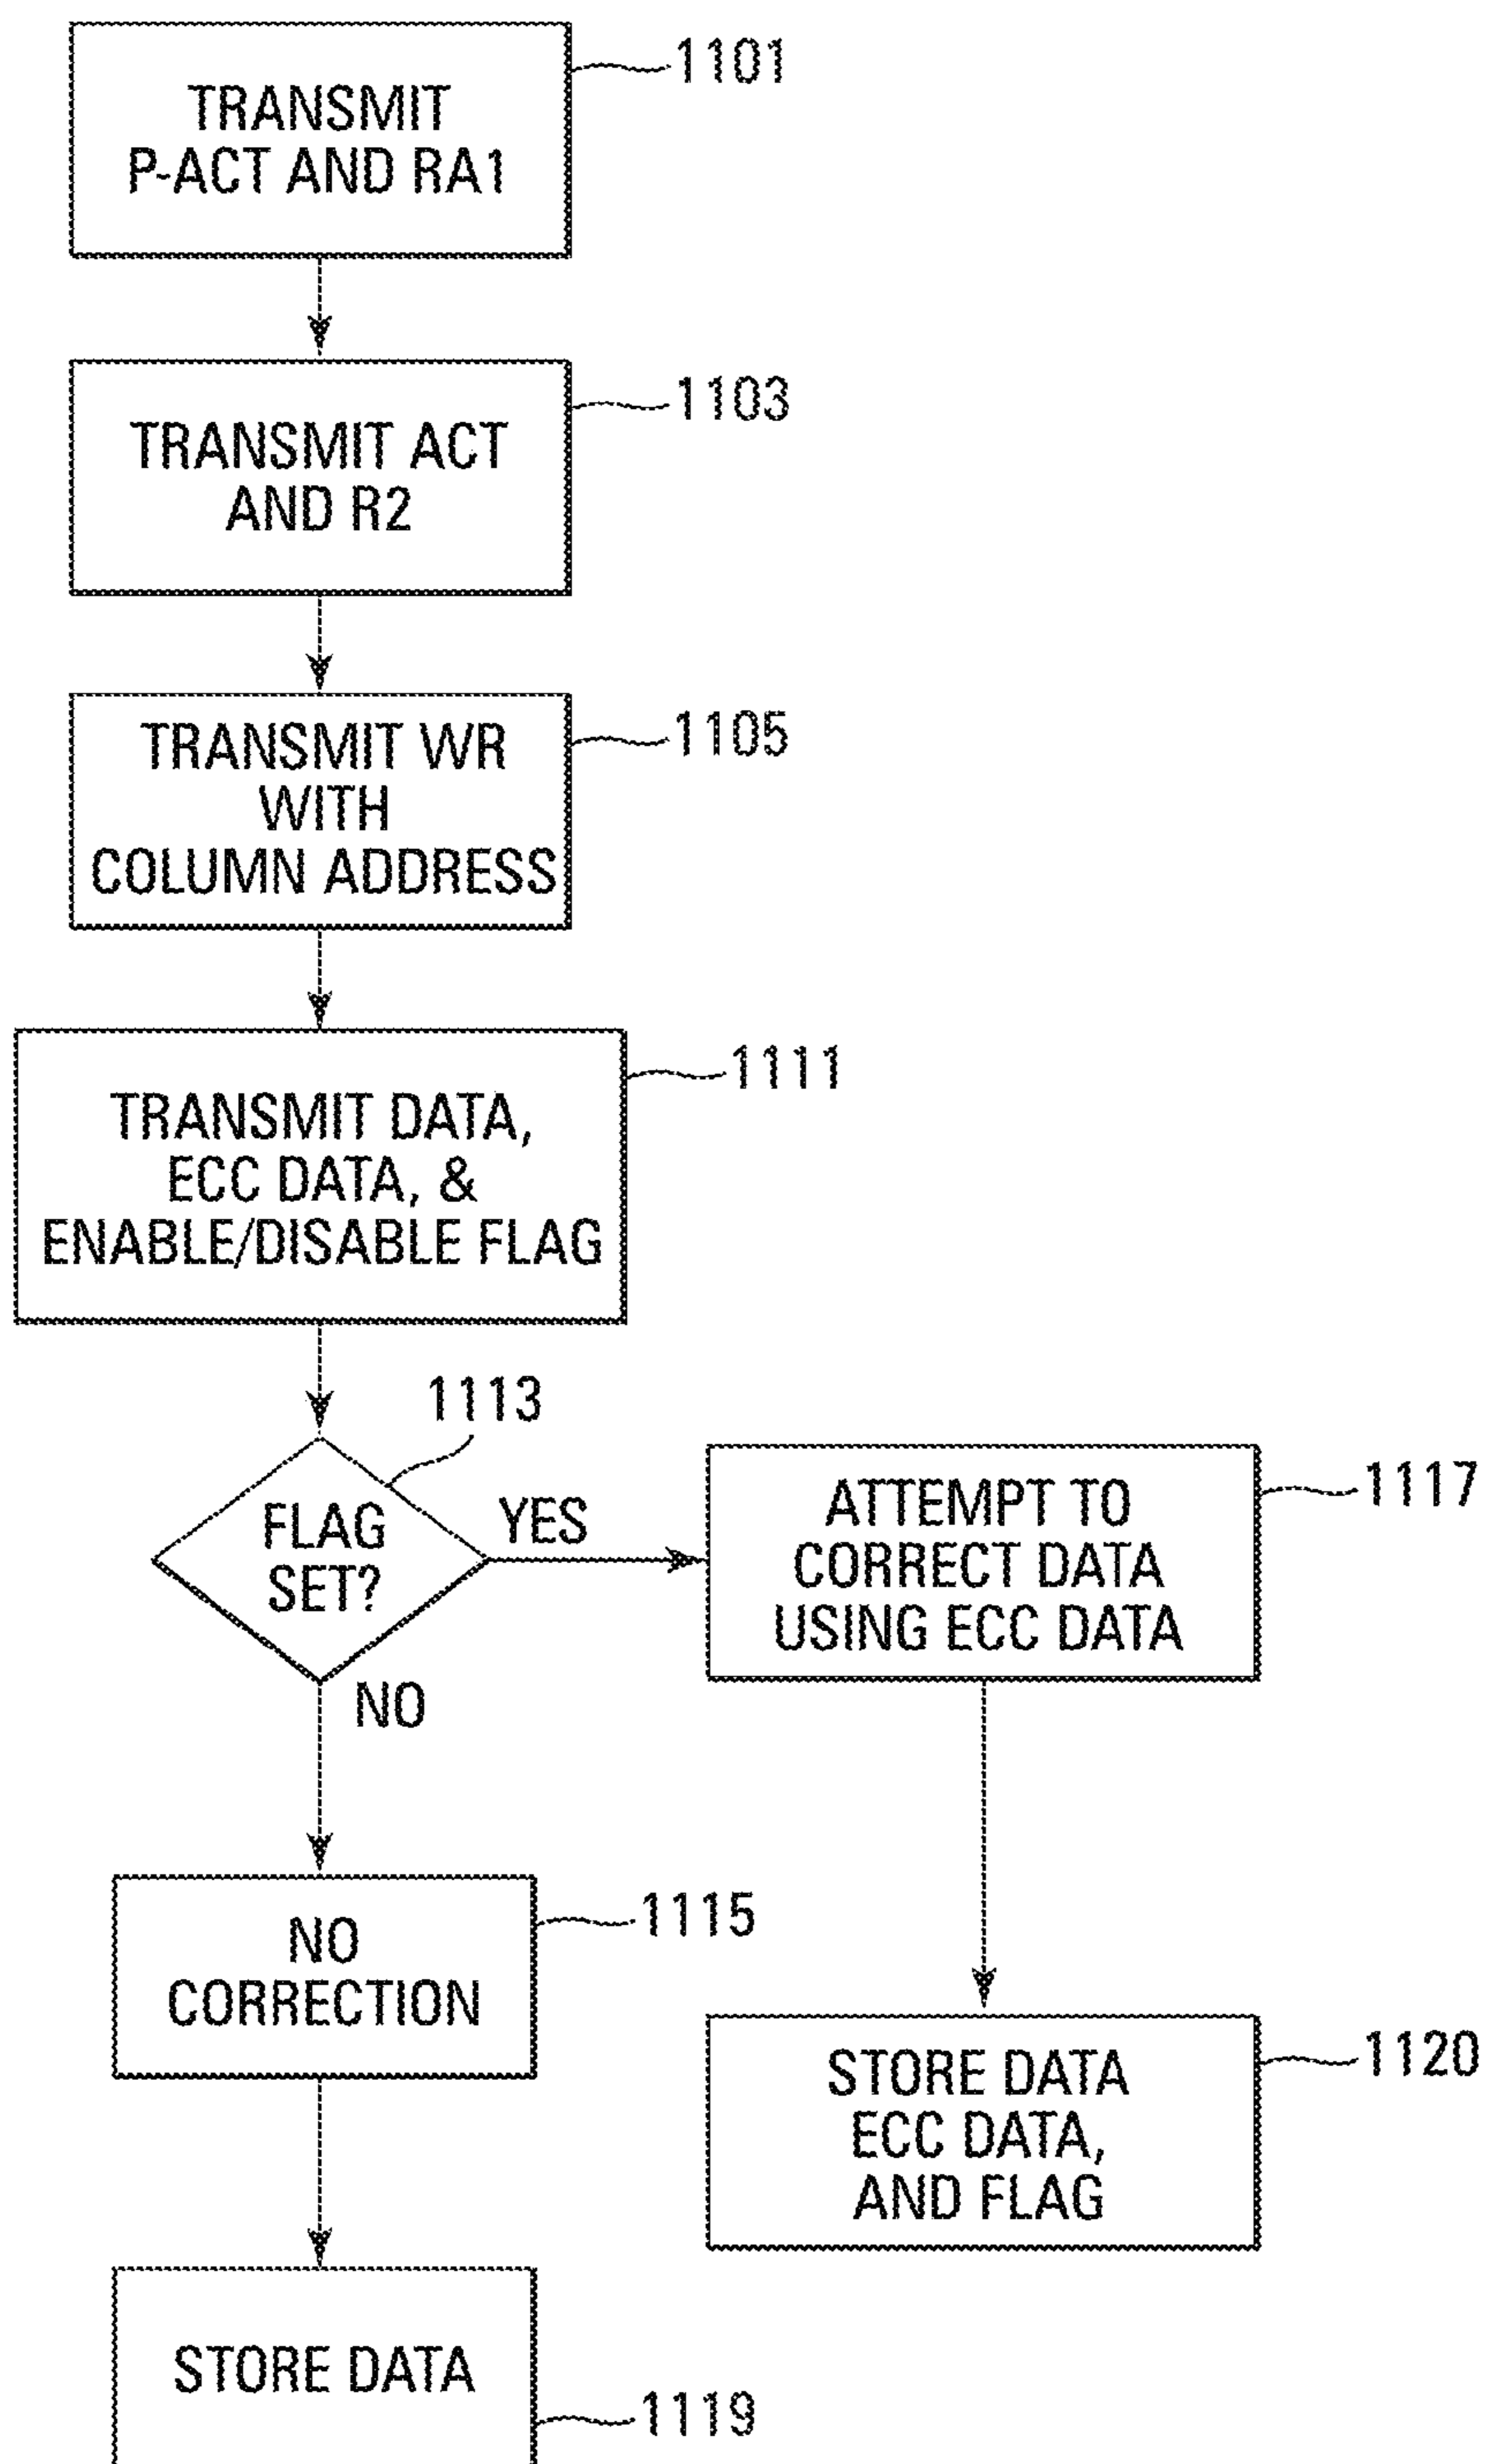 TRANSMIT
P-ACT AND RA1
1101
TRANSMIT ACT
AND R2
1103
TRANSMIT WR
WITH
COLUMN ADDRESS
1105
TRANSMIT DATA,
ECC DATA, &
ENABLE/DISABLE FLAG
1111
1113
FLAG
SET?
YES
NO
ATTEMPT TO
CORRECT DATA
USING ECC DATA
1117
NO
CORRECTION
1115
STORE DATA
ECC DATA,
AND FLAG
1120
STORE DATA
1119